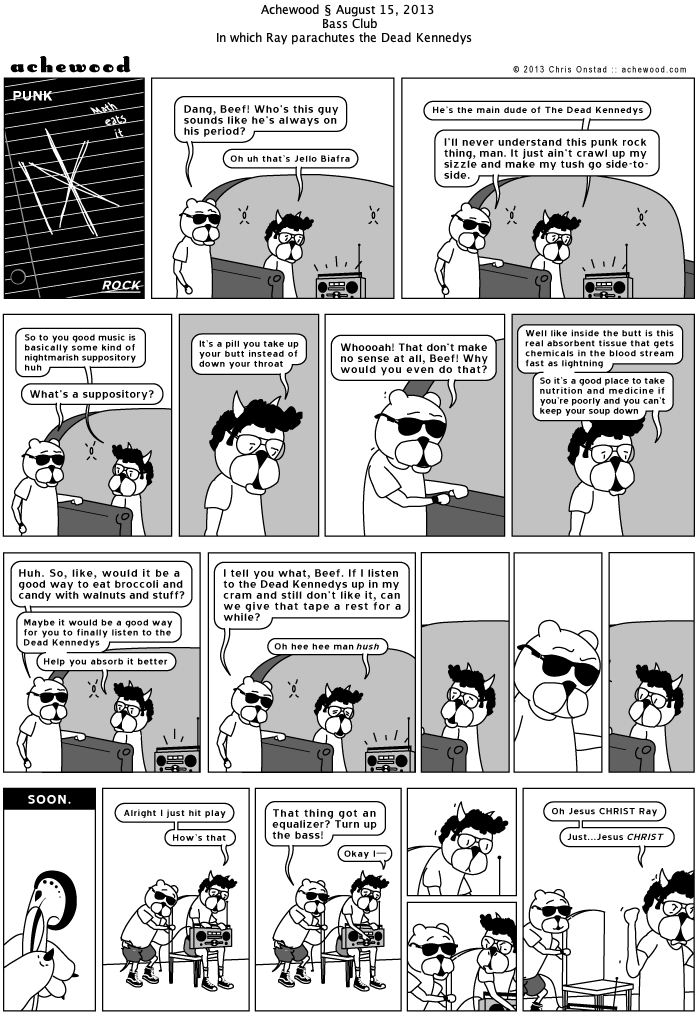 Achewood § August 15, 2013
Bass Club
In which Ray parachutes the Dead Kennedys
achewood
© 2013 Chris Onstad :: achewood.com
PUNK
Math
eats
it
ROCK
Dang, Beef! Who's this guy
sounds like he's always on
his period?
Oh uh that's Jello Biafra
He's the main dude of The Dead Kennedys
I'll never understand this punk rock
thing, man. It just ain't crawl up my
sizzle and make my tush go side-to-
side.
So to you good music is
basically some kind of
nightmarish suppository
huh
What's a suppository?
It's a pill you take up
your butt instead of
down your throat
Whoooah! That don't make
no sense at all, Beef! Why
would you even do that?
Well like inside the butt is this
real absorbent tissue that gets
chemicals in the blood stream
fast as lightning
So it's a good place to take
nutrition and medicine if
you're poorly and you can't
keep your soup down
Huh. So, like, would it be a
good way to eat broccoli and
candy with walnuts and stuff?
Maybe it would be a good way
for you to finally listen to the
Dead Kennedys
Help you absorb it better
I tell you what, Beef. If I listen
to the Dead Kennedys up in my
cram and still don't like it, can
we give that tape a rest for a
while?
Oh hee hee man hush
SOON.
Alright I just hit play
How's that
That thing got an
equalizer? Turn up
the bass!
Okay I—
Oh Jesus CHRIST Ray
Just...Jesus CHRIST